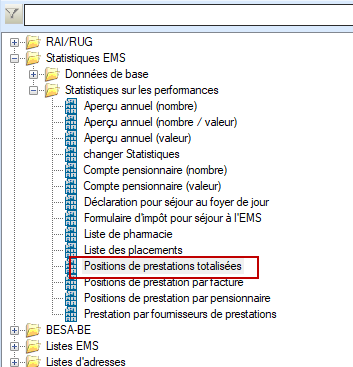 RAI/RUG
Statistiques EMS
Données de base
Statistiques sur les performances
Aperçu annuel (nombre)
Aperçu annuel (nombre / valeur)
Aperçu annuel (valeur)
changer Statistiques
Compte pensionnaire (nombre)
Compte pensionnaire (valeur)
Déclaration pour séjour au foyer de jour
Formulaire d'impôt pour séjour à l'EMS
Liste de pharmacie
Liste des placements
Positions de prestations totalisées
Positions de prestation par facture
Positions de prestation par pensionnaire
Prestation par fournisseurs de prestations
BESA-BE
Listes EMS
Listes d'adresses